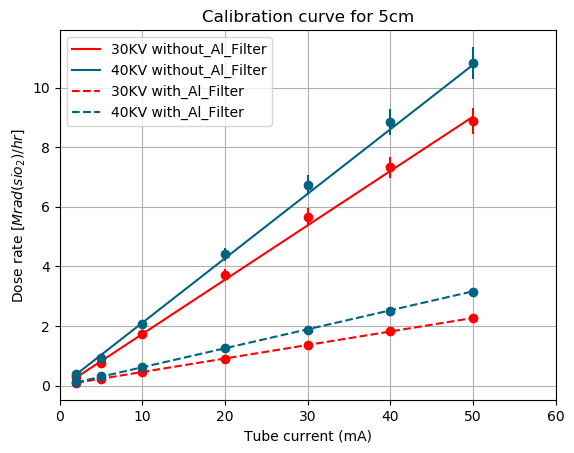 Calibration curve for 5cm
30KV without_Al_Filter
40KV without_Al_Filter
30KV with_Al_Filter
40KV with_Al_Filter
Dose rate [Mrad(sio₂)/hr]
10
8
6
4
2
0
0 10 20 30 40 50 60
Tube current (mA)